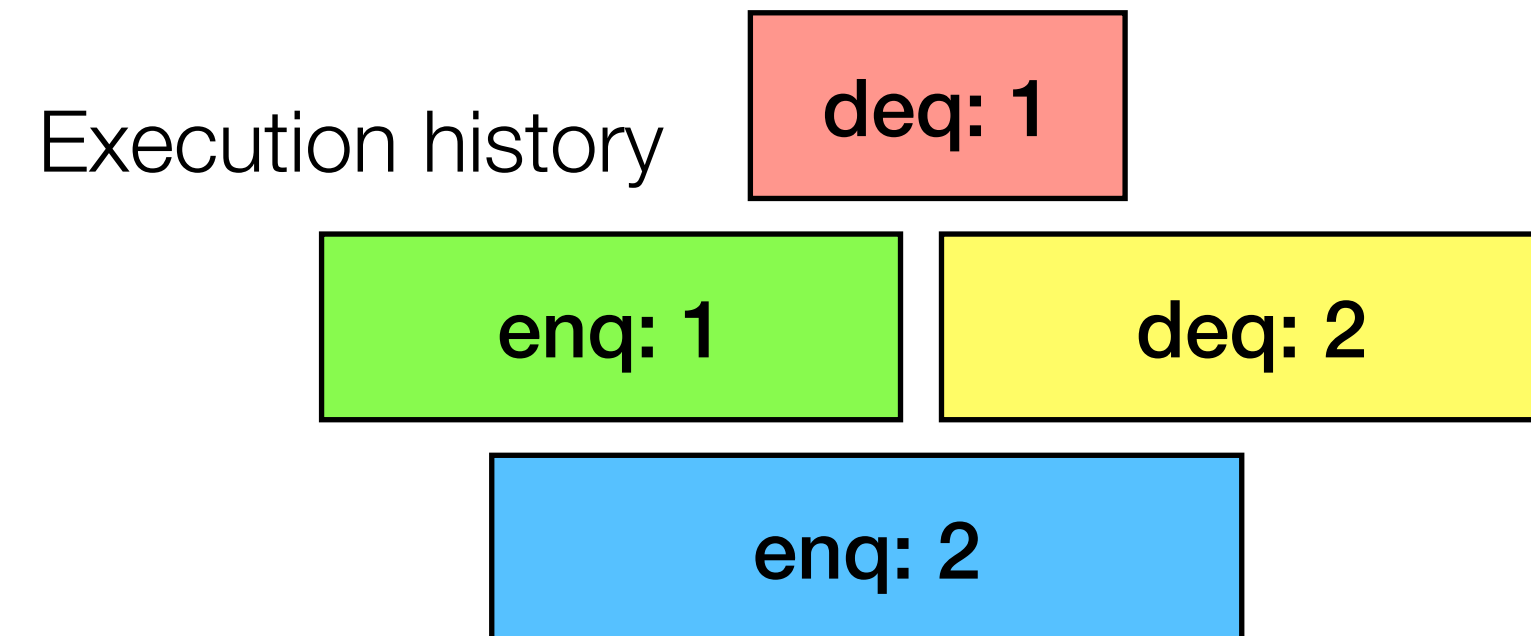 Execution history
deq: 1
enq: 1
deq: 2
enq: 2